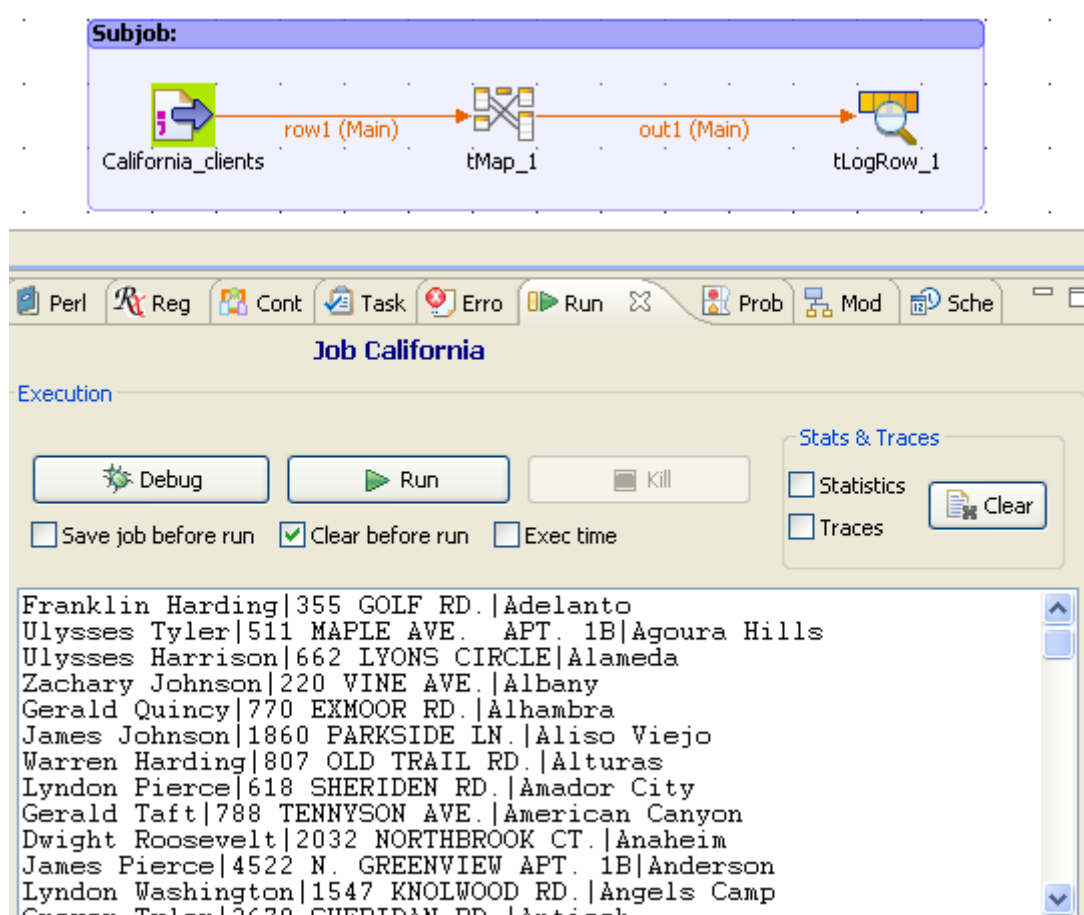 Subjob:
row1 (Main)
out1 (Main)
California_clients
tMap_1
tLogRow_1
Perl
Reg
Cont
Task
Erro
Run
Prob
Mod
Sche
Job California
Execution
Stats & Traces
Debug
Run
Kill
Statistics
Clear
Traces
Save job before run
Clear before run
Exec time
Franklin Harding|355 GOLF RD.|Adelanto
Ulysses Tyler|511 MAPLE AVE.  APT. 1B|Agoura Hills
Ulysses Harrison|662 LYONS CIRCLE|Alameda
Zachary Johnson|220 VINE AVE.|Albany
Gerald Quincy|770 EXMOOR RD.|Alhambra
James Johnson|1860 PARKSIDE LN.|Aliso Viejo
Warren Harding|807 OLD TRAIL RD.|Alturas
Lyndon Pierce|618 SHERIDEN RD.|Amador City
Gerald Taft|788 TENNYSON AVE.|American Canyon
Dwight Roosevelt|2032 NORTHBROOK CT.|Anaheim
James Pierce|4522 N. GREENVIEW APT. 1B|Anderson
Lyndon Washington|1547 KNOLWOOD RD.|Angels Camp